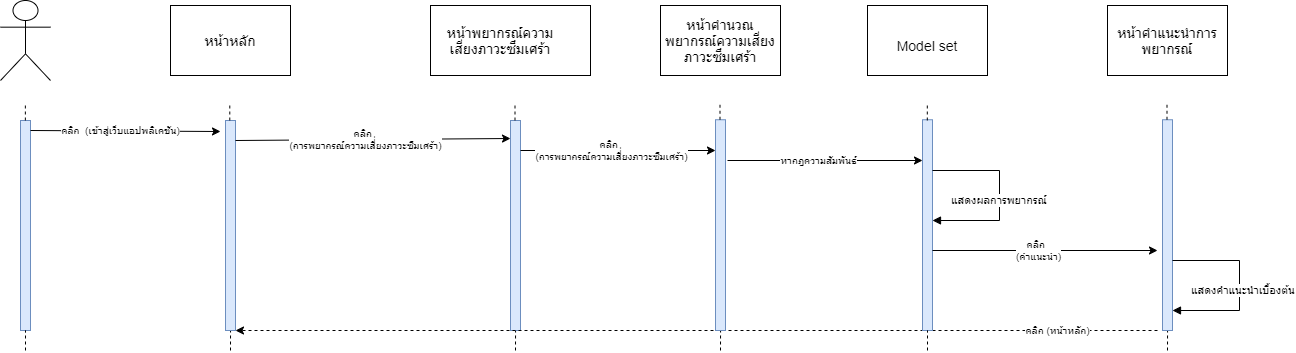 หน้าหลัก
หน้าพยากรณ์ความ
เสี่ยงภาวะซึมเศร้า
หน้าคำนวณ
พยากรณ์ความเสี่ยง
ภาวะซึมเศร้า
Model set
หน้าคำแนะนำการ
พยากรณ์
คลิก (เข้าสู่เว็บแอปพลิเคชัน)
คลิก
(การพยากรณ์ความเสี่ยงภาวะซึมเศร้า)
คลิก
(การพยากรณ์ความเสี่ยงภาวะซึมเศร้า)
หากฎความสัมพันธ์
แสดงผลการพยากรณ์
คลิก
(คำแนะนำ)
แสดงคำแนะนำเบื้องต้น
คลิก (หน้าหลัก)